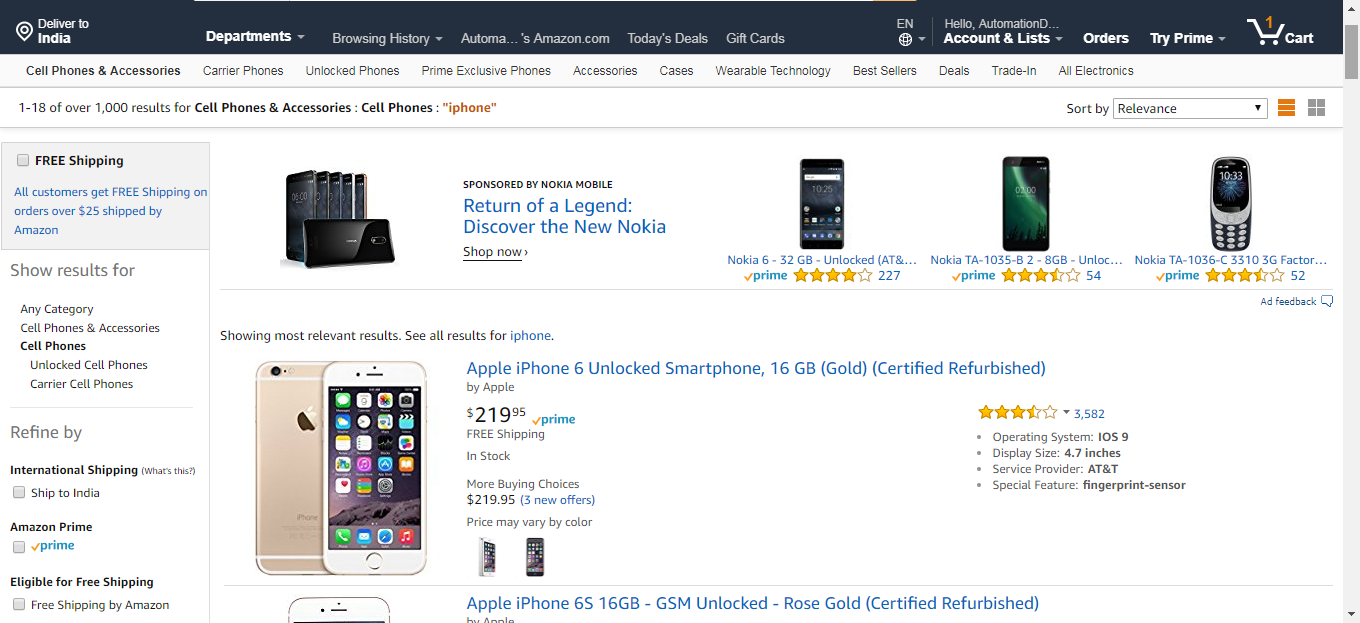 Deliver to
India
Departments
Browsing History
Automa... 's Amazon.com
Today's Deals
Gift Cards
EN
Hello, AutomationD...
Account & Lists
Orders
Try Prime
1
Cart
Cell Phones & Accessories
Carrier Phones
Unlocked Phones
Prime Exclusive Phones
Accessories
Cases
Wearable Technology
Best Sellers
Deals
Trade-In
All Electronics
1-18 of over 1,000 results for Cell Phones & Accessories : Cell Phones : "iphone"
Sort by Relevance
FREE Shipping
All customers get FREE Shipping on
orders over $25 shipped by
Amazon
Show results for
Any Category
Cell Phones & Accessories
Cell Phones
Unlocked Cell Phones
Carrier Cell Phones
Refine by
International Shipping (What's this?)
Ship to India
Amazon Prime
prime
Eligible for Free Shipping
Free Shipping by Amazon
SPONSORED BY NOKIA MOBILE
Return of a Legend:
Discover the New Nokia
Shop now ›
Nokia 6 - 32 GB - Unlocked (AT&...
prime 227
Nokia TA-1035-B 2 - 8GB - Unloc...
prime 54
Nokia TA-1036-C 3310 3G Factor...
prime 52
Ad feedback
Showing most relevant results. See all results for iphone.
Apple iPhone 6 Unlocked Smartphone, 16 GB (Gold) (Certified Refurbished)
by Apple
$219 95 prime
FREE Shipping
In Stock
More Buying Choices
$219.95 (3 new offers)
Price may vary by color
3,582
Operating System: IOS 9
Display Size: 4.7 inches
Service Provider: AT&T
Special Feature: fingerprint-sensor
Apple iPhone 6S 16GB - GSM Unlocked - Rose Gold (Certified Refurbished)
by Apple
06:00
10:25
02:00
10:33
iPhone